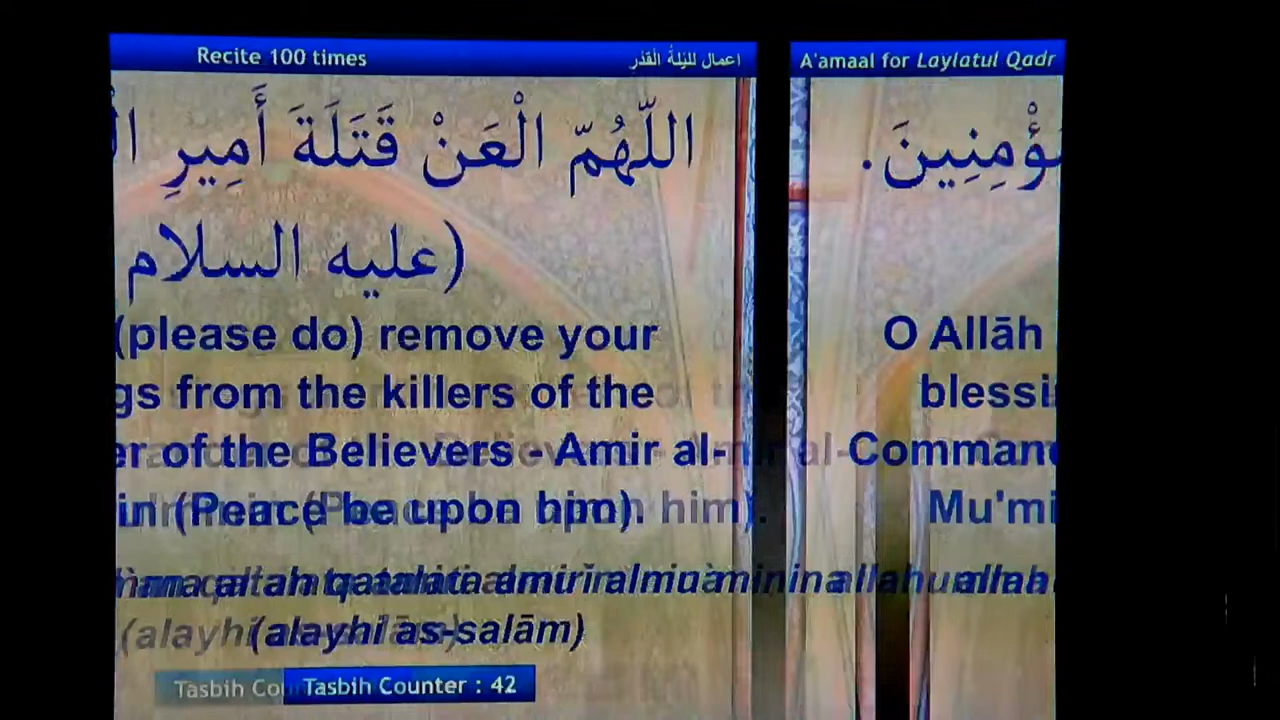 Recite 100 times
اعمال لليلةُ الْقَدْر
A'amaal for Laylatul Qadr
اللّهُمّ الْعَنْ قَتَلَةَ أَمِيرِ
ؤْمِنِينَ.
(عليه السلام
(please do) remove your
O Allāh
gs from the killers of the
blessi
er of the Believers - Amir al-
Command
in (Peace be upon him).
Mu'mi
(alayhi as-salām)
Tasbih Counter : 42